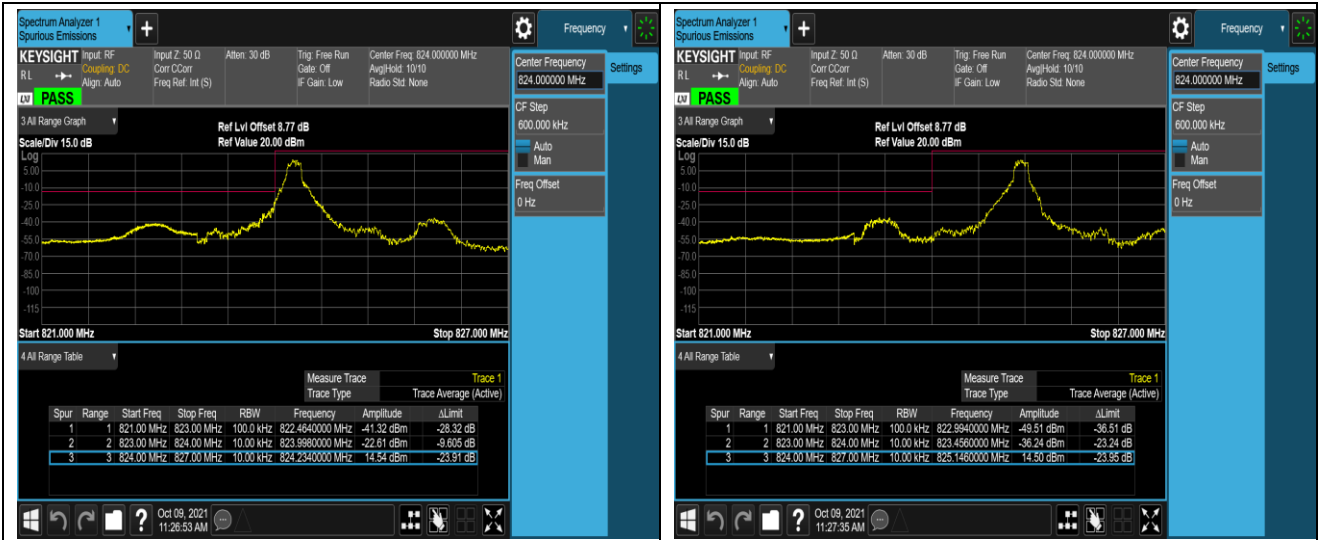 Spectrum Analyzer 1
Spurious Emissions
+
Frequency
KEYSIGHT Input: RF Input Z: 50 Ω Atten: 30 dB Trig: Free Run Center Freq: 824.000000 MHz
R L Coupling: DC Corr CCorr Gate: Off Avg|Hold: 10/10
Align: Auto Freq Ref: Int (S) IF Gain: Low Radio Std: None
PASS
3 All Range Graph
Ref Lvl Offset 8.77 dB
Scale/Div 15.0 dB Ref Value 20.00 dBm
Log
5.00
-10.0
-25.0
-40.0
-55.0
-70.0
-85.0
-100
-115
Start 821.000 MHz Stop 827.000 MHz
4 All Range Table
Measure Trace Trace 1
Trace Type Trace Average (Active)
Spur Range Start Freq Stop Freq RBW Frequency Amplitude ΔLimit
1 1 821.00 MHz 823.00 MHz 100.0 kHz 822.4640000 MHz -41.32 dBm -28.32 dB
2 2 823.00 MHz 824.00 MHz 10.00 kHz 823.9980000 MHz -22.61 dBm -9.605 dB
3 3 824.00 MHz 827.00 MHz 10.00 kHz 824.2340000 MHz 14.54 dBm -23.91 dB
?
Oct 09, 2021
11:26:53 AM
Center Frequency
824.000000 MHz
Settings
CF Step
600.000 kHz
Auto
Man
Freq Offset
0 Hz
Spectrum Analyzer 1
Spurious Emissions
+
Frequency
KEYSIGHT Input: RF Input Z: 50 Ω Atten: 30 dB Trig: Free Run Center Freq: 824.000000 MHz
R L Coupling: DC Corr CCorr Gate: Off Avg|Hold: 10/10
Align: Auto Freq Ref: Int (S) IF Gain: Low Radio Std: None
PASS
3 All Range Graph
Ref Lvl Offset 8.77 dB
Scale/Div 15.0 dB Ref Value 20.00 dBm
Log
5.00
-10.0
-25.0
-40.0
-55.0
-70.0
-85.0
-100
-115
Start 821.000 MHz Stop 827.000 MHz
4 All Range Table
Measure Trace Trace 1
Trace Type Trace Average (Active)
Spur Range Start Freq Stop Freq RBW Frequency Amplitude ΔLimit
1 1 821.00 MHz 823.00 MHz 100.0 kHz 822.9940000 MHz -49.51 dBm -36.51 dB
2 2 823.00 MHz 824.00 MHz 10.00 kHz 823.4560000 MHz -36.24 dBm -23.24 dB
3 3 824.00 MHz 827.00 MHz 10.00 kHz 825.1460000 MHz 14.50 dBm -23.95 dB
?
Oct 09, 2021
11:27:35 AM
Center Frequency
824.000000 MHz
Settings
CF Step
600.000 kHz
Auto
Man
Freq Offset
0 Hz